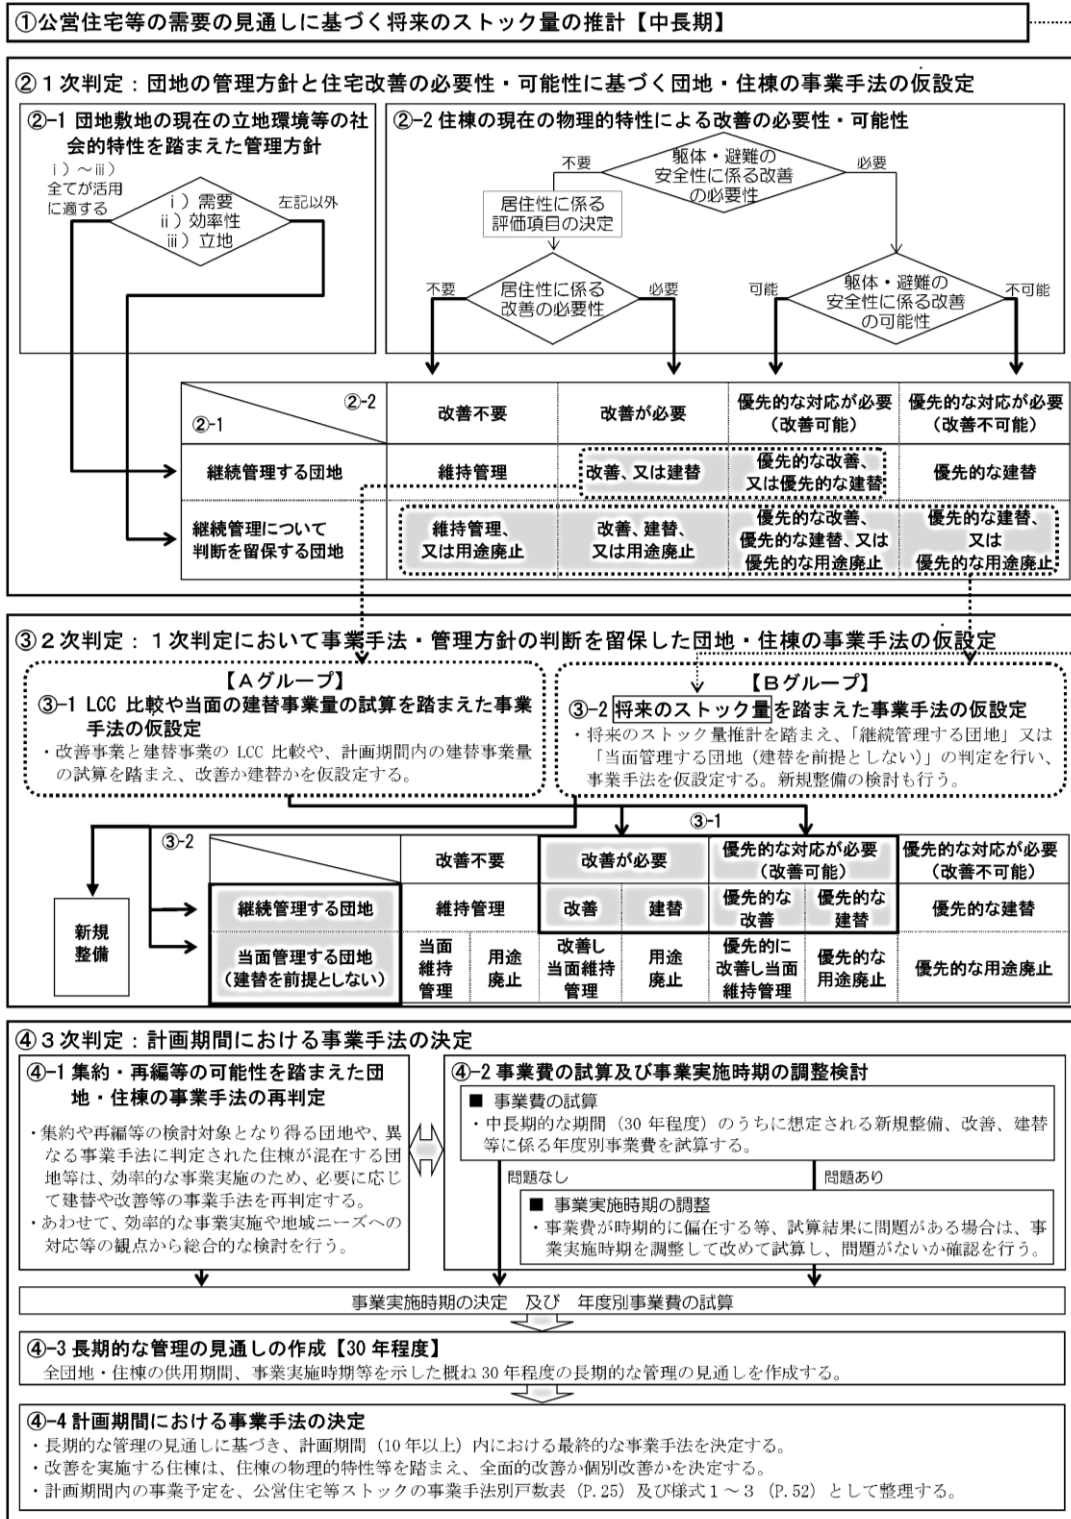 ①公営住宅等の需要の見通しに基づく将来のストック量の推計【中長期】
②１次判定：団地の管理方針と住宅改善の必要性・可能性に基づく団地・住棟の事業手法の仮設定
②-1 団地敷地の現在の立地環境等の社
会的特性を踏まえた管理方針
ⅰ）～ⅲ）
全てが活用
に適する
ⅰ）需要
ⅱ）効率性
ⅲ）立地
左記以外
②-2 住棟の現在の物理的特性による改善の必要性・可能性
不要
躯体・避難の
安全性に係る改善
の必要性
必要
居住性に係る
評価項目の決定
不要
居住性に係る
改善の必要性
必要
可能
躯体・避難の
安全性に係る改善
の可能性
不可能
②-2
②-1
改善不要
改善が必要
優先的な対応が必要
（改善可能）
優先的な対応が必要
（改善不可能）
継続管理する団地
維持管理
改善、又は建替
優先的な改善、
又は優先的な建替
優先的な建替
継続管理について
判断を留保する団地
維持管理、
又は用途廃止
改善、建替、
又は用途廃止
優先的な改善、
優先的な建替、又は
優先的な用途廃止
優先的な建替、
又は
優先的な用途廃止
③２次判定：１次判定において事業手法・管理方針の判断を留保した団地・住棟の事業手法の仮設定
【Aグループ】
③-1 LCC 比較や当面の建替事業量の試算を踏まえた事業
手法の仮設定
・改善事業と建替事業の LCC 比較や、計画期間内の建替事業量
の試算を踏まえ、改善か建替かを仮設定する。
【Bグループ】
③-2 将来のストック量を踏まえた事業手法の仮設定
・将来のストック量推計を踏まえ、「継続管理する団地」又は
「当面管理する団地（建替を前提としない）」の判定を行い、
事業手法を仮設定する。新規整備の検討も行う。
③-2
③-1
新規
整備
改善不要
改善が必要
優先的な対応が必要
（改善可能）
優先的な対応が必要
（改善不可能）
継続管理する団地
維持管理
改善
建替
優先的な
改善
優先的な
建替
優先的な建替
当面管理する団地
（建替を前提としない）
当面
維持
管理
用途
廃止
改善し
当面維持
管理
用途
廃止
優先的に
改善し当面
維持管理
優先的な
用途廃止
優先的な用途廃止
④３次判定：計画期間における事業手法の決定
④-1 集約・再編等の可能性を踏まえた団
地・住棟の事業手法の再判定
・集約や再編等の検討対象となり得る団地や、異
なる事業手法に判定された住棟が混在する団
地等は、効率的な事業実施のため、必要に応じ
て建替や改善等の事業手法を再判定する。
・あわせて、効率的な事業実施や地域ニーズへの
対応等の観点から総合的な検討を行う。
④-2 事業費の試算及び事業実施時期の調整検討
■ 事業費の試算
・中長期的な期間（30 年程度）のうちに想定される新規整備、改善、建替
等に係る年度別事業費を試算する。
問題なし
問題あり
■ 事業実施時期の調整
・事業費が時期的に偏在する等、試算結果に問題がある場合は、事
業実施時期を調整して改めて試算し、問題がないか確認を行う。
事業実施時期の決定　及び　年度別事業費の試算
④-3 長期的な管理の見通しの作成【30 年程度】
全団地・住棟の供用期間、事業実施時期等を示した概ね 30 年程度の長期的な管理の見通しを作成する。
④-4 計画期間における事業手法の決定
・長期的な管理の見通しに基づき、計画期間（10 年以上）内における最終的な事業手法を決定する。
・改善を実施する住棟は、住棟の物理的特性等を踏まえ、全面的改善か個別改善かを決定する。
・計画期間内の事業予定を、公営住宅等ストックの事業手法別戸数表（P.25）及び様式１～３（P.52）として整理する。